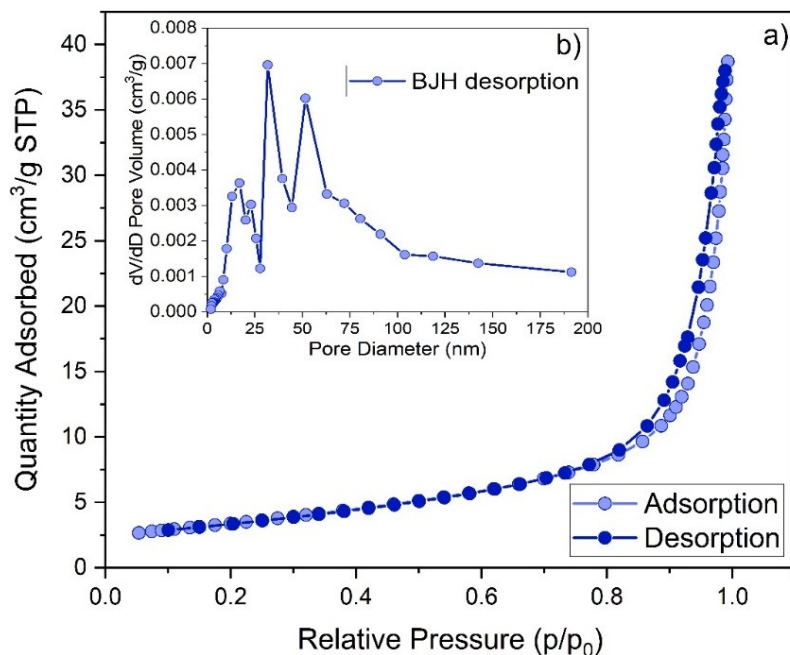 a)
Quantity Adsorbed (cm³/g STP)
40
35
30
25
20
15
10
5
0
0.0 0.2 0.4 0.6 0.8 1.0
Relative Pressure (p/p₀)
Adsorption
Desorption
b)
BJH desorption
dV/dD Pore Volume (cm³/g)
0.008
0.007
0.006
0.005
0.004
0.003
0.002
0.001
0.000
0 25 50 75 100 125 150 175 200
Pore Diameter (nm)